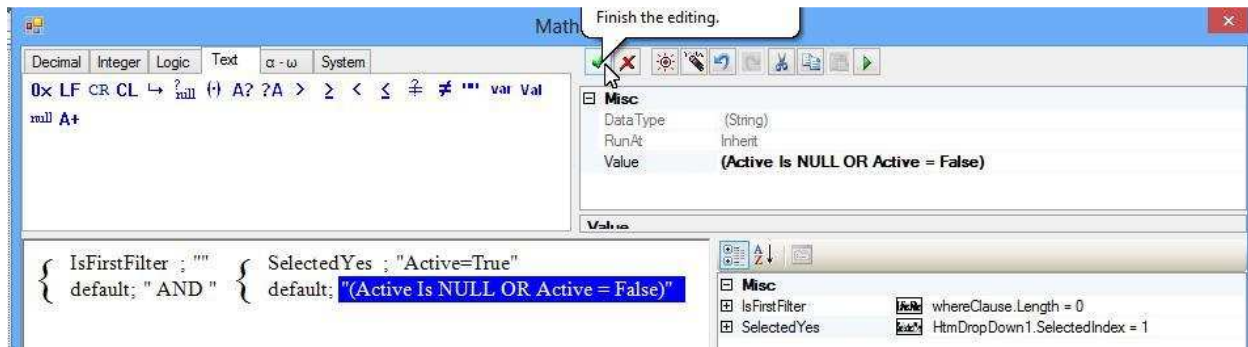 Math
Finish the editing.
Decimal Integer Logic Text α - ω System
0x LF CR CL ↵ ?null (·) A? ?A > ≥ < ≤ ≟ ≠ "" var Val
null A+
Misc
DataType (String)
RunAt Inherit
Value (Active Is NULL OR Active = False)
Value
IsFirstFilter ; ""
default; " AND "
SelectedYes ; "Active=True"
default; "(Active Is NULL OR Active = False)"
Misc
IsFirstFilter whereClause.Length = 0
SelectedYes HtmDropDown1.SelectedIndex = 1